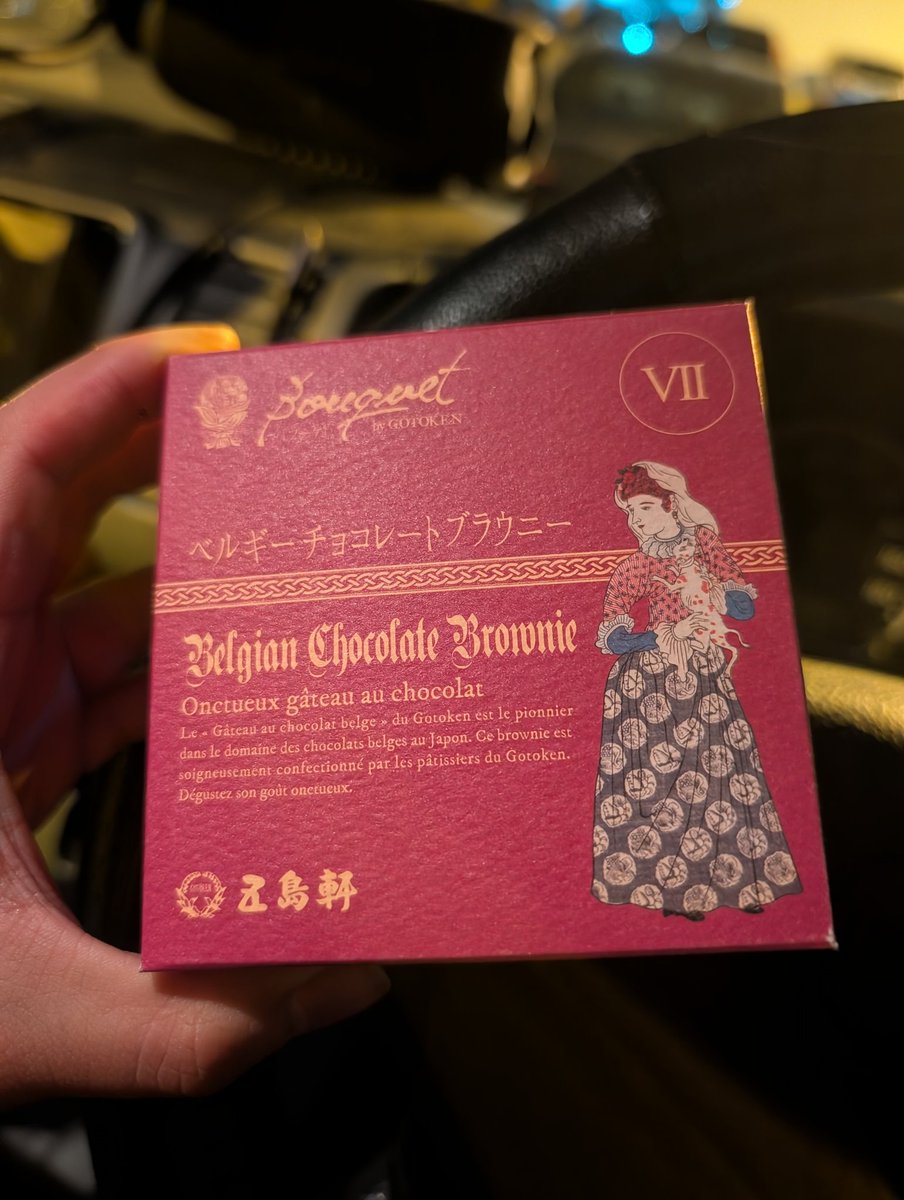 Bouquet
by GOTOKEN
VII
ベルギーチョコレートブラウニー
Belgian Chocolate Brownie
Onctueux gâteau au chocolat
Le « Gâteau au chocolat belge » du Gotoken est le pionnier
dans le domaine des chocolats belges au Japon. Ce brownie est
soigneusement confectionné par les pâtissiers du Gotoken.
Dégustez son goût onctueux.
GOTOKEN
五島軒